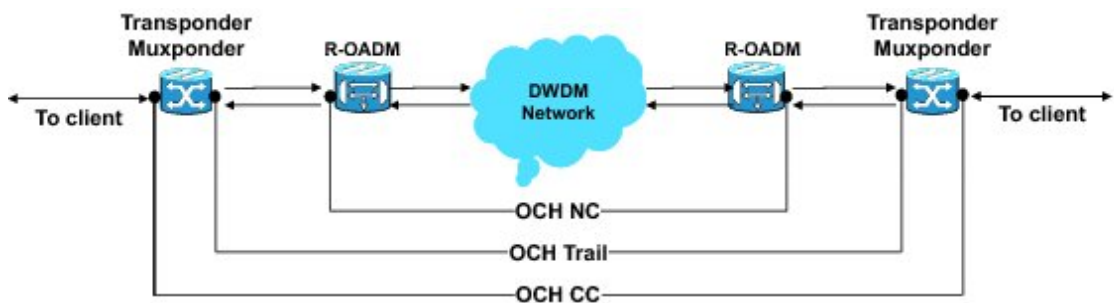 Transponder
Muxponder
R-OADM
R-OADM
Transponder
Muxponder
DWDM
Network
To client
To client
OCH NC
OCH Trail
OCH CC